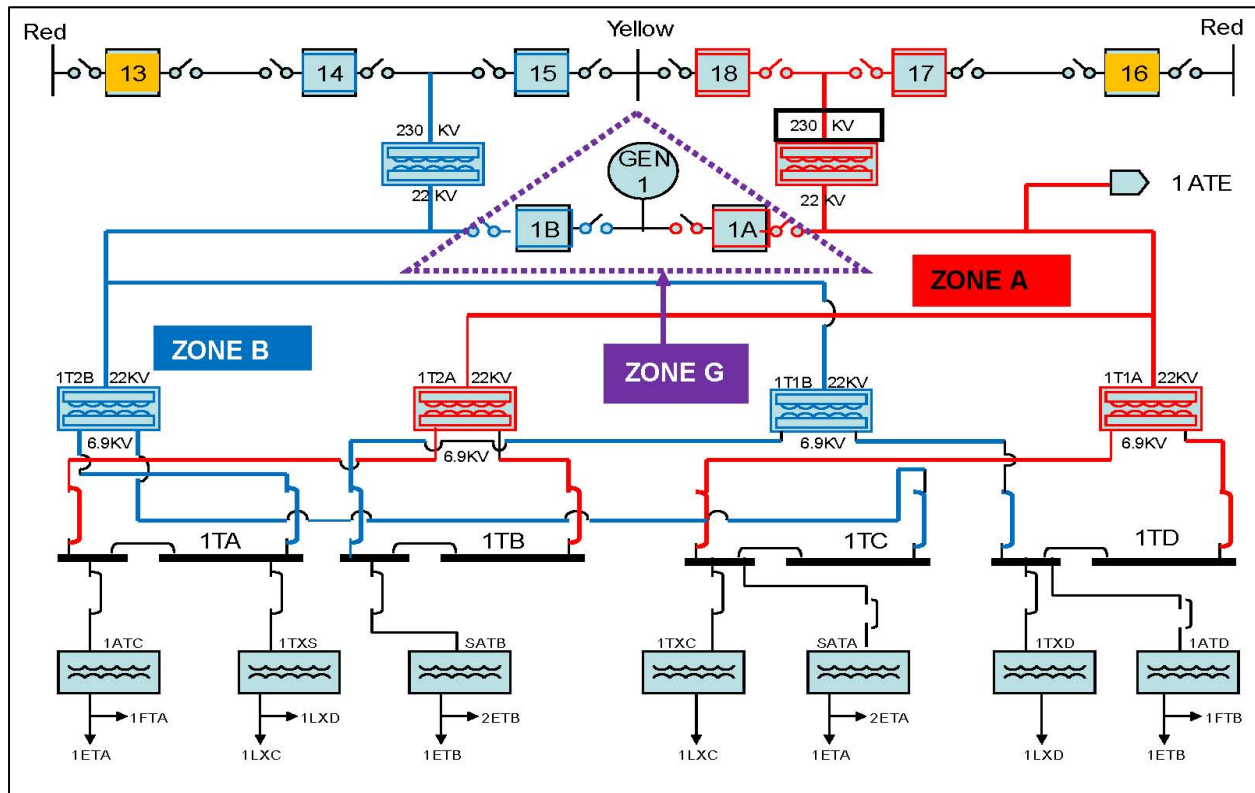 Red
Yellow
Red
13
14
15
18
17
16
230 KV
230 KV
GEN
1
22 KV
22 KV
1 ATE
1B
1A
ZONE A
ZONE B
ZONE G
1T2B
22KV
1T2A
22KV
1T1B
22KV
1T1A
22KV
6.9KV
6.9KV
6.9KV
6.9KV
1TA
1TB
1TC
1TD
1ATC
1TXS
SATB
1TXC
SATA
1TXD
1ATD
1FTA
1LXD
2ETB
2ETA
1FTB
1ETA
1LXC
1ETB
1LXC
1ETA
1LXD
1ETB